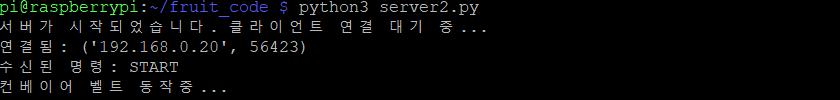 pi@raspberrypi:~/fruit_code $ python3 server2.py
서버가 시작되었습니다. 클라이언트 연결 대기 중...
연결됨: ('192.168.0.20', 56423)
수신된 명령: START
컨베이어 벨트 동작중...